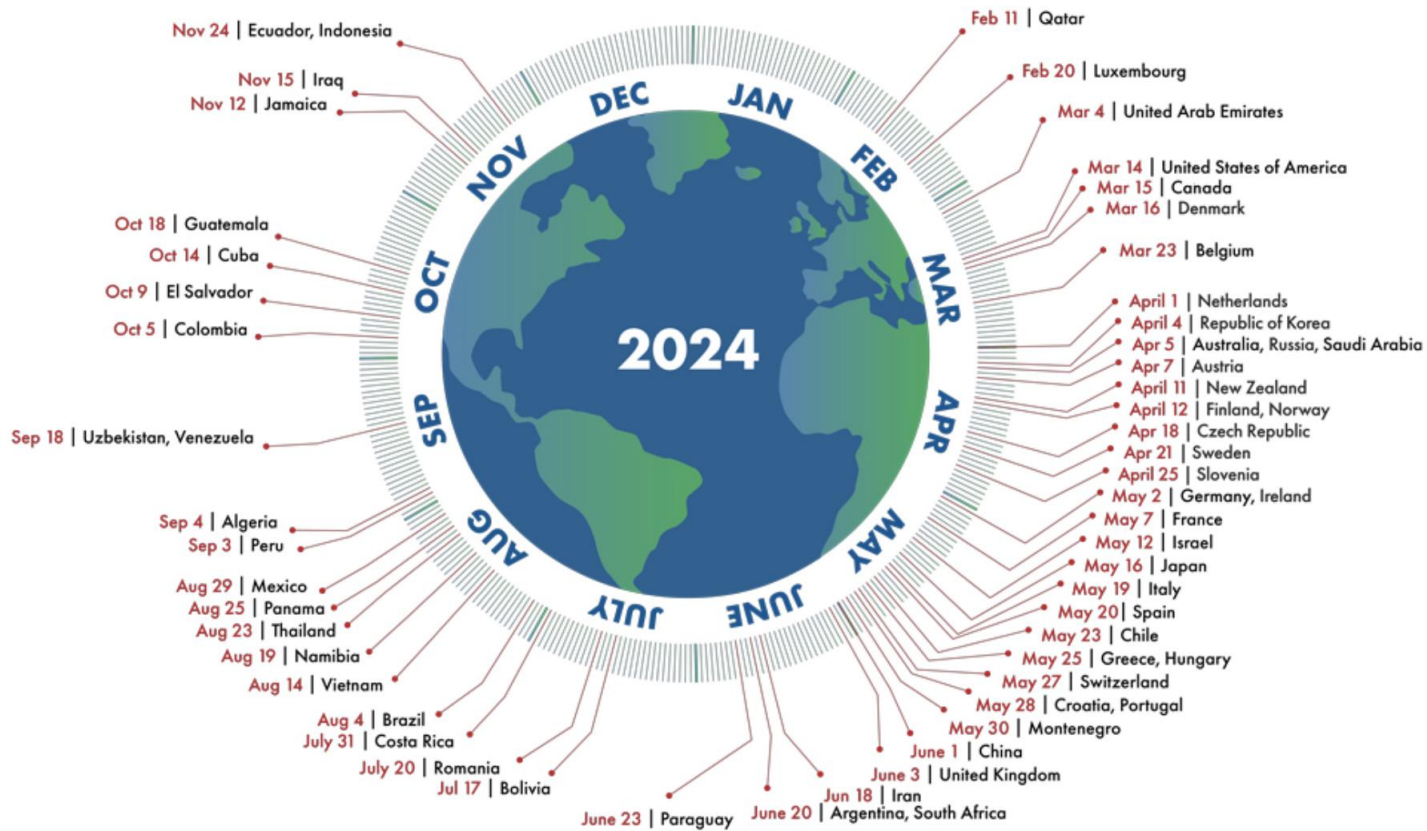 Feb 11 | Qatar
Feb 20 | Luxembourg
Mar 4 | United Arab Emirates
Mar 14 | United States of America
Mar 15 | Canada
Mar 16 | Denmark
Mar 23 | Belgium
April 1 | Netherlands
April 4 | Republic of Korea
Apr 5 | Australia, Russia, Saudi Arabia
Apr 7 | Austria
April 11 | New Zealand
April 12 | Finland, Norway
Apr 18 | Czech Republic
Apr 21 | Sweden
April 25 | Slovenia
May 2 | Germany, Ireland
May 7 | France
May 12 | Israel
May 16 | Japan
May 19 | Italy
May 20 | Spain
May 23 | Chile
May 25 | Greece, Hungary
May 27 | Switzerland
May 28 | Croatia, Portugal
May 30 | Montenegro
June 1 | China
June 3 | United Kingdom
Jun 18 | Iran
June 20 | Argentina, South Africa
June 23 | Paraguay
Jul 17 | Bolivia
July 20 | Romania
July 31 | Costa Rica
Aug 4 | Brazil
Aug 14 | Vietnam
Aug 19 | Namibia
Aug 23 | Thailand
Aug 25 | Panama
Aug 29 | Mexico
Sep 3 | Peru
Sep 4 | Algeria
Sep 18 | Uzbekistan, Venezuela
Oct 5 | Colombia
Oct 9 | El Salvador
Oct 14 | Cuba
Oct 18 | Guatemala
Nov 12 | Jamaica
Nov 15 | Iraq
Nov 24 | Ecuador, Indonesia
JAN
FEB
MAR
APR
MAY
JUNE
JULY
AUG
SEP
OCT
NOV
DEC
2024